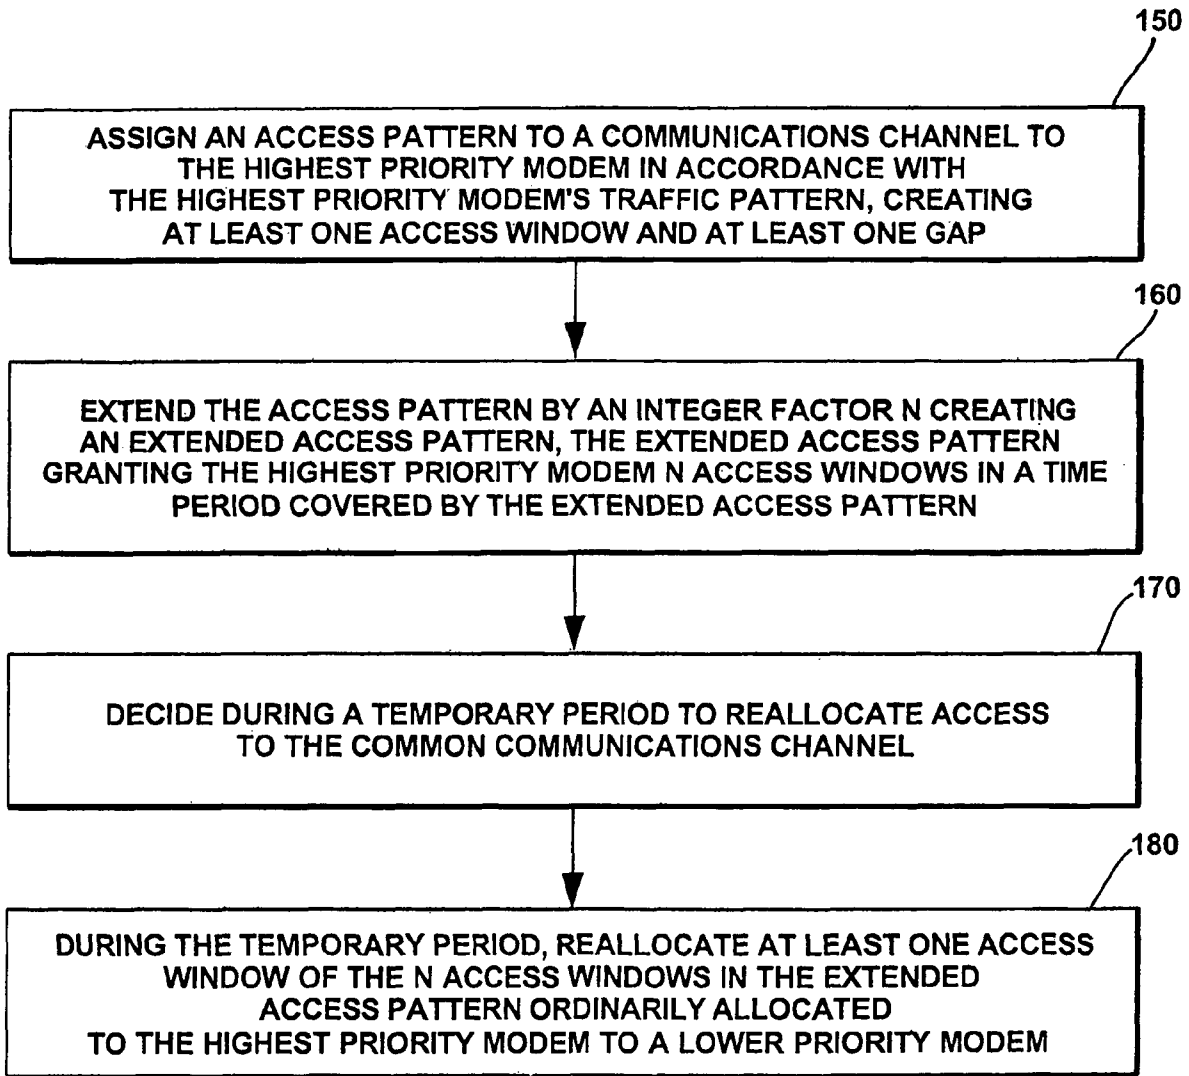 150
ASSIGN AN ACCESS PATTERN TO A COMMUNICATIONS CHANNEL TO
THE HIGHEST PRIORITY MODEM IN ACCORDANCE WITH
THE HIGHEST PRIORITY MODEM'S TRAFFIC PATTERN, CREATING
AT LEAST ONE ACCESS WINDOW AND AT LEAST ONE GAP
160
EXTEND THE ACCESS PATTERN BY AN INTEGER FACTOR N CREATING
AN EXTENDED ACCESS PATTERN, THE EXTENDED ACCESS PATTERN
GRANTING THE HIGHEST PRIORITY MODEM N ACCESS WINDOWS IN A TIME
PERIOD COVERED BY THE EXTENDED ACCESS PATTERN
170
DECIDE DURING A TEMPORARY PERIOD TO REALLOCATE ACCESS
TO THE COMMON COMMUNICATIONS CHANNEL
180
DURING THE TEMPORARY PERIOD, REALLOCATE AT LEAST ONE ACCESS
WINDOW OF THE N ACCESS WINDOWS IN THE EXTENDED
ACCESS PATTERN ORDINARILY ALLOCATED
TO THE HIGHEST PRIORITY MODEM TO A LOWER PRIORITY MODEM